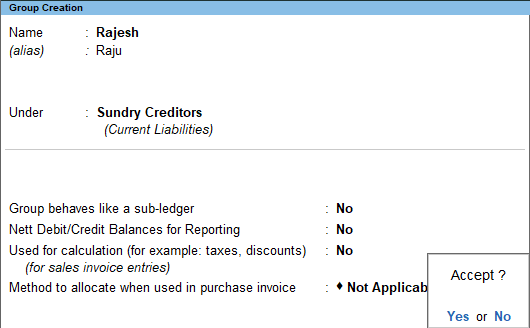 Group Creation
Name : Rajesh
(alias) : Raju
Under : Sundry Creditors
(Current Liabilities)
Group behaves like a sub-ledger : No
Nett Debit/Credit Balances for Reporting : No
Used for calculation (for example: taxes, discounts) : No
(for sales invoice entries)
Method to allocate when used in purchase invoice : ♦ Not Applicab
Accept ?
Yes or No